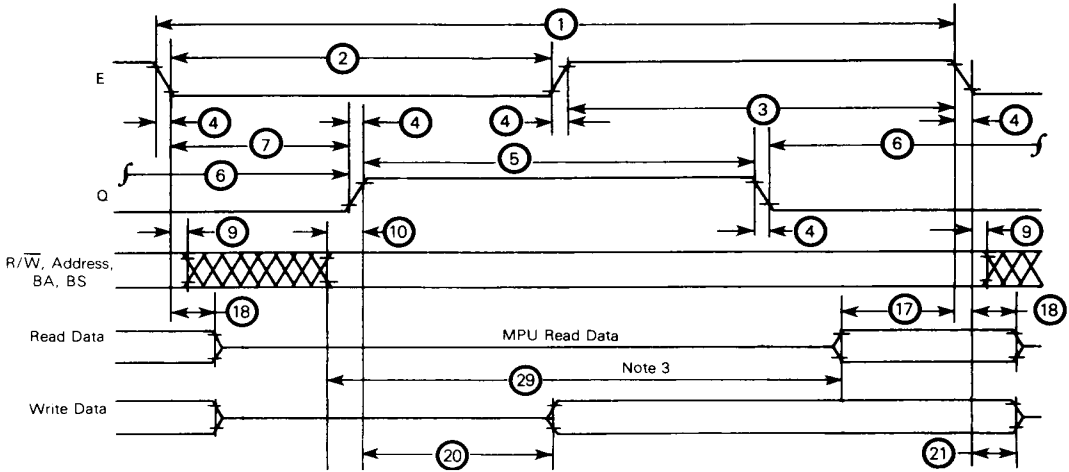 1
2
E
3
4 4 4 4
7 6
6 5
Q
9 10 4 9
R/W̅, Address,
BA, BS
18 17 18
Read Data MPU Read Data
29 Note 3
Write Data
20 21